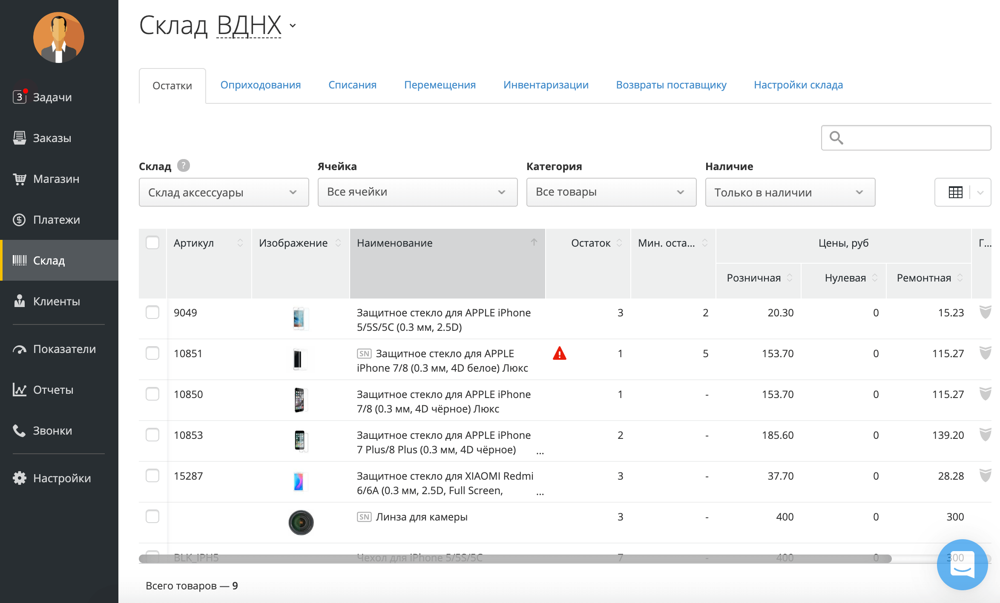 Склад ВДНХ
3 Задачи
Заказы
Магазин
Платежи
Склад
Клиенты
Показатели
Отчеты
Звонки
Настройки
Остатки Оприходования Списания Перемещения Инвентаризации Возвраты поставщику Настройки склада
Склад ? Ячейка Категория Наличие
Склад аксессуары Все ячейки Все товары Только в наличии
Артикул Изображение Наименование Остаток Мин. оста... Цены, руб Г...
Розничная Нулевая Ремонтная
9049 Защитное стекло для APPLE iPhone 3 2 20.30 0 15.23
5/5S/5C (0.3 мм, 2.5D)
10851 SN Защитное стекло для APPLE 1 5 153.70 0 115.27
iPhone 7/8 (0.3 мм, 4D белое) Люкс
10850 Защитное стекло для APPLE iPhone 1 - 153.70 0 115.27
7/8 (0.3 мм, 4D чёрное) Люкс
10853 Защитное стекло для APPLE iPhone 2 - 185.60 0 139.20
7 Plus/8 Plus (0.3 мм, 4D чёрное) ...
15287 Защитное стекло для XIAOMI Redmi 3 - 37.70 0 28.28
6/6A (0.3 мм, 2.5D, Full Screen, ...
SN Линза для камеры 3 - 400 0 300
BLK_IPH5 Чехол для iPhone 5/5S/5C 7 - 400 0 300
Всего товаров — 9